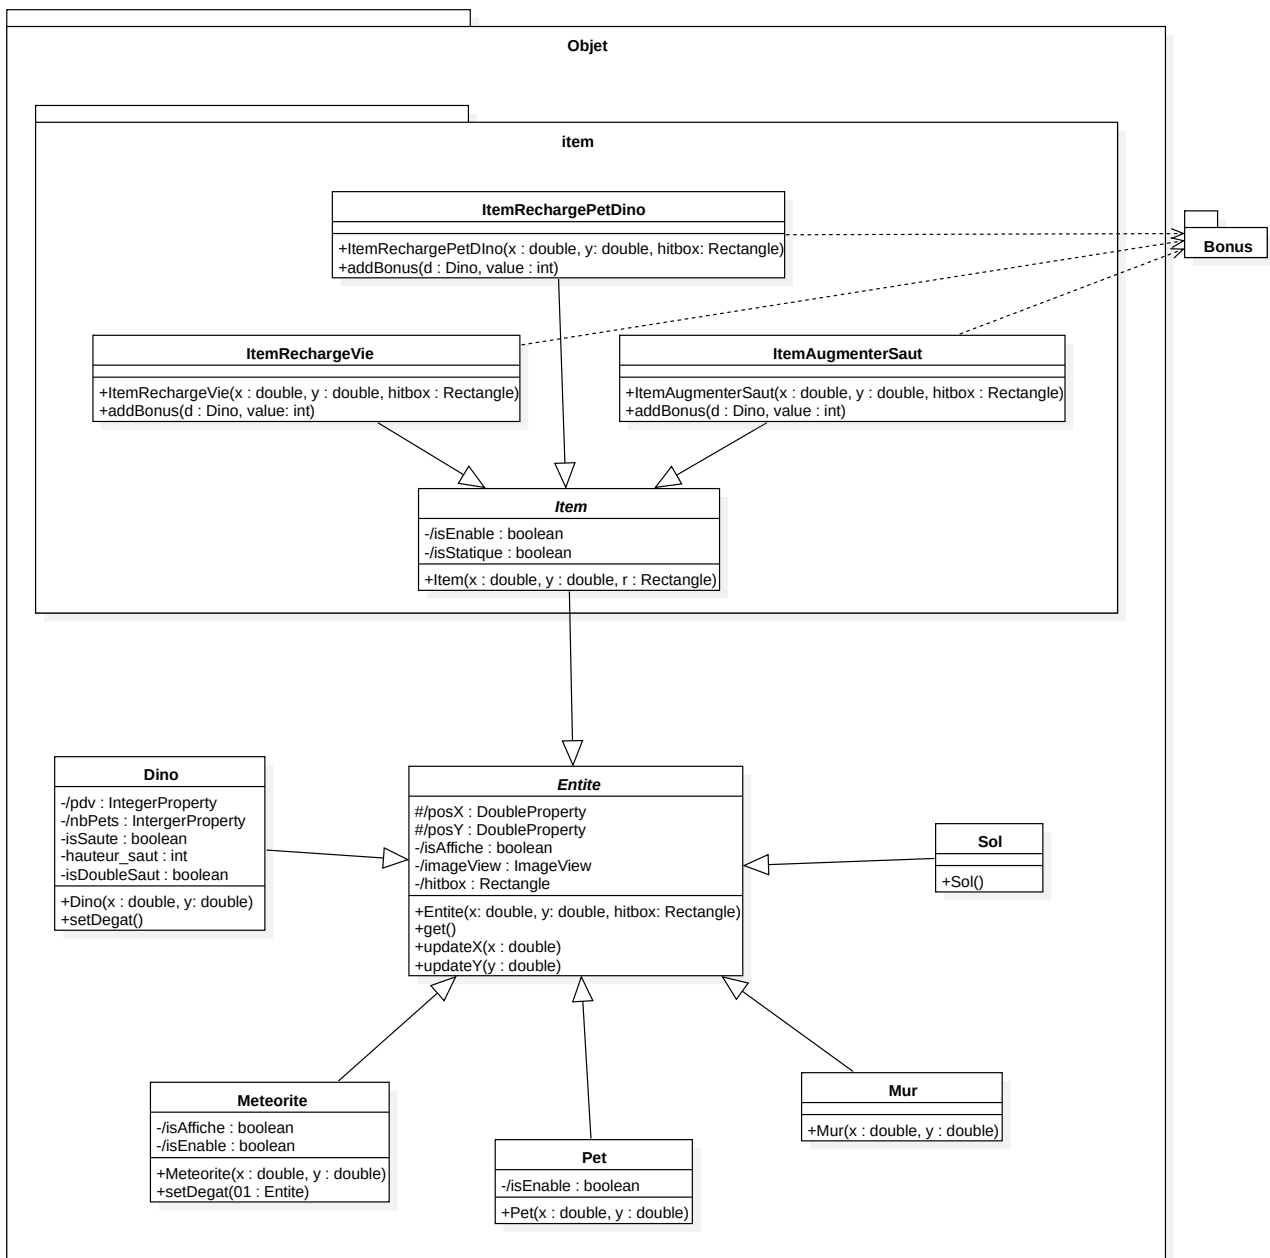 Objet
item
ItemRechargePetDino
+ItemRechargePetDIno(x : double, y: double, hitbox: Rectangle)
+addBonus(d : Dino, value : int)
Bonus
ItemRechargeVie
+ItemRechargeVie(x : double, y : double, hitbox : Rectangle)
+addBonus(d : Dino, value: int)
ItemAugmenterSaut
+ItemAugmenterSaut(x : double, y : double, hitbox : Rectangle)
+addBonus(d : Dino, value : int)
Item
-/isEnable : boolean
-/isStatique : boolean
+Item(x : double, y : double, r : Rectangle)
Dino
-/pdv : IntegerProperty
-/nbPets : IntergerProperty
-isSaute : boolean
-hauteur_saut : int
-isDoubleSaut : boolean
+Dino(x : double, y: double)
+setDegat()
Entite
#/posX : DoubleProperty
#/posY : DoubleProperty
-/isAffiche : boolean
-/imageView : ImageView
-/hitbox : Rectangle
+Entite(x: double, y: double, hitbox: Rectangle)
+get()
+updateX(x : double)
+updateY(y : double)
Sol
+Sol()
Meteorite
-/isAffiche : boolean
-/isEnable : boolean
+Meteorite(x : double, y : double)
+setDegat(01 : Entite)
Pet
-/isEnable : boolean
+Pet(x : double, y : double)
Mur
+Mur(x : double, y : double)